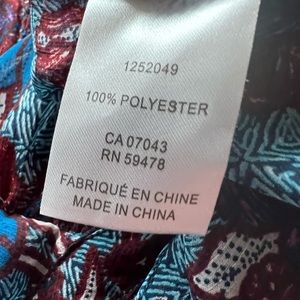 1252049
100% POLYESTER
CA 07043
RN 59478
FABRIQUÉ EN CHINE
MADE IN CHINA